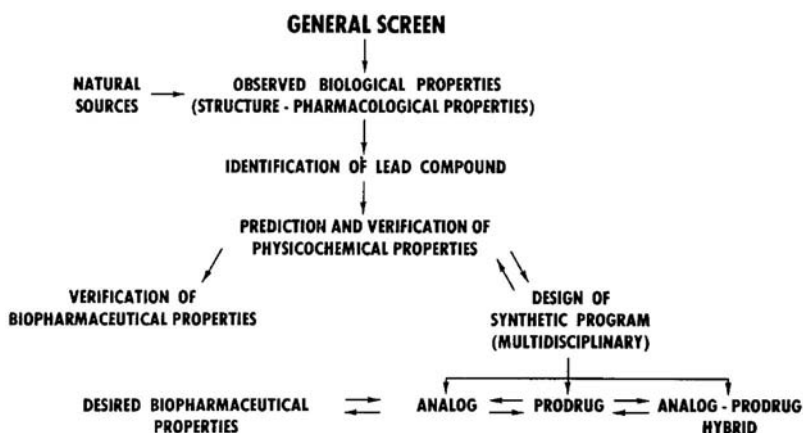 GENERAL SCREEN
NATURAL
SOURCES
OBSERVED BIOLOGICAL PROPERTIES
(STRUCTURE - PHARMACOLOGICAL PROPERTIES)
IDENTIFICATION OF LEAD COMPOUND
PREDICTION AND VERIFICATION OF
PHYSICOCHEMICAL PROPERTIES
VERIFICATION OF
BIOPHARMACEUTICAL PROPERTIES
DESIGN OF
SYNTHETIC PROGRAM
(MULTIDISCIPLINARY)
DESIRED BIOPHARMACEUTICAL
PROPERTIES
ANALOG
PRODRUG
ANALOG - PRODRUG
HYBRID